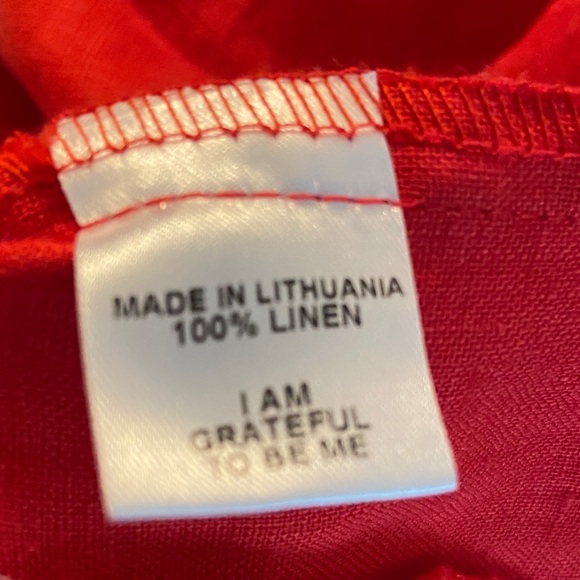 MADE IN LITHUANIA
100% LINEN
I AM
GRATEFUL
TO BE ME